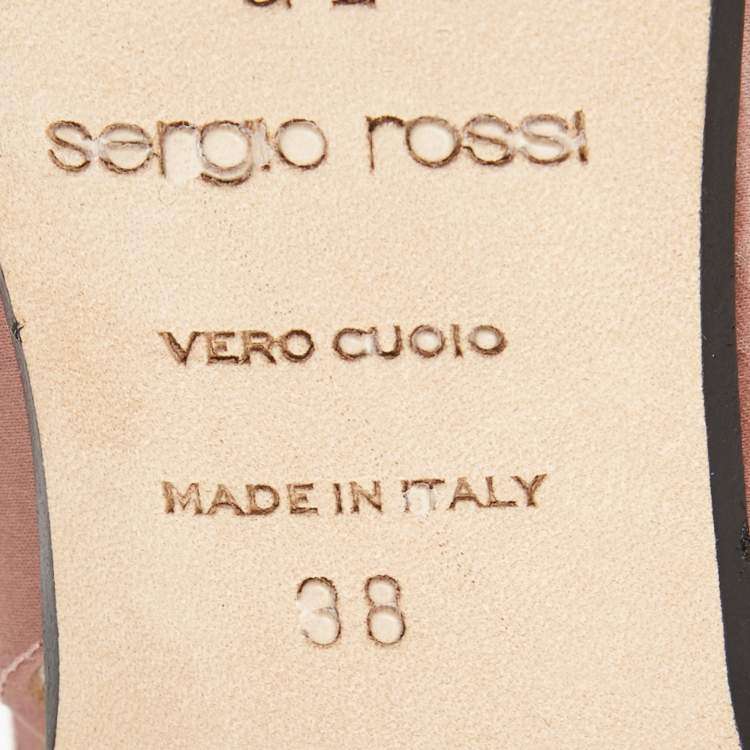 sergio rossi
VERO CUOIO
MADE IN ITALY
38